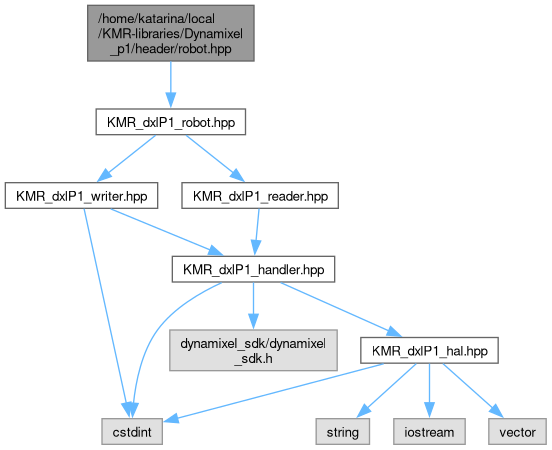 /home/katarina/local
/KMR-libraries/Dynamixel
_p1/header/robot.hpp
KMR_dxlP1_robot.hpp
KMR_dxlP1_writer.hpp
KMR_dxlP1_reader.hpp
KMR_dxlP1_handler.hpp
dynamixel_sdk/dynamixel
_sdk.h
KMR_dxlP1_hal.hpp
cstdint
string
iostream
vector